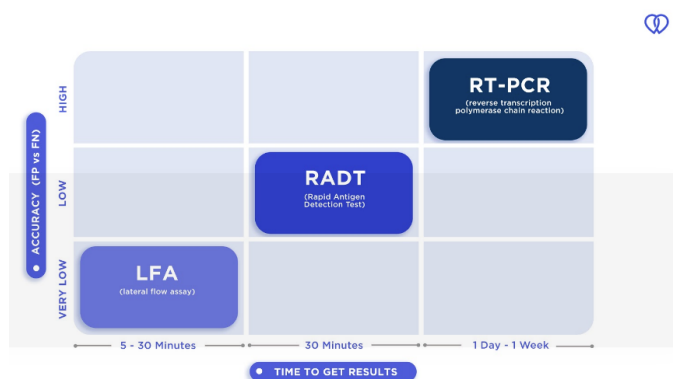 HIGH
RT-PCR
(reverse transcription
polymerase chain reaction)
ACCURACY (FP vs FN)
LOW
RADT
(Rapid Antigen
Detection Test)
VERY LOW
LFA
(lateral flow assay)
5 - 30 Minutes
30 Minutes
1 Day - 1 Week
TIME TO GET RESULTS